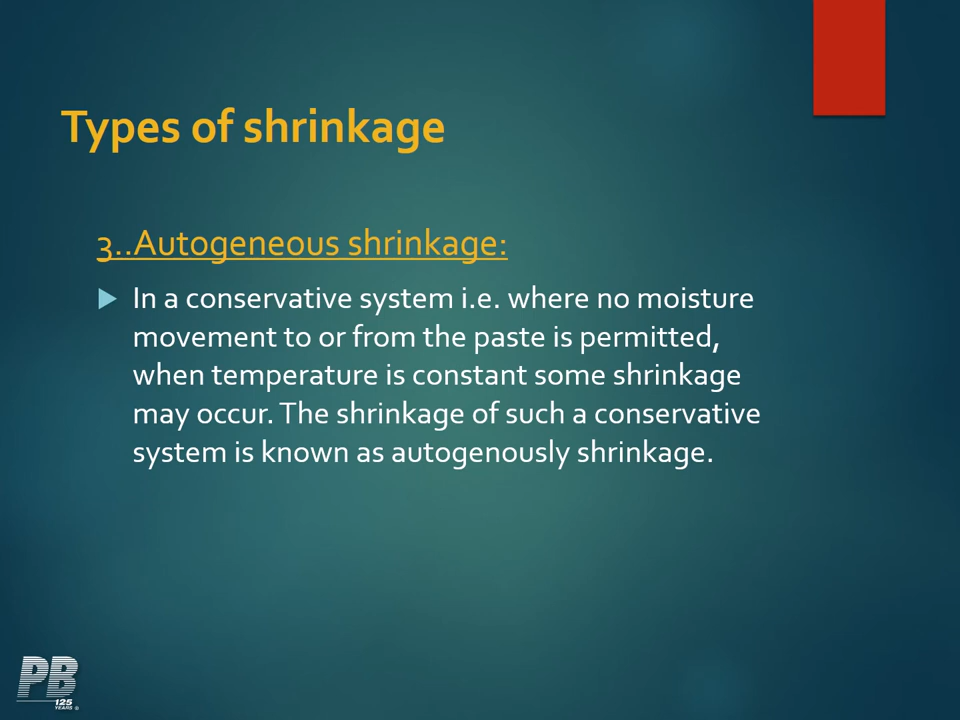 Types of shrinkage
3..Autogeneous shrinkage:
In a conservative system i.e. where no moisture
movement to or from the paste is permitted,
when temperature is constant some shrinkage
may occur. The shrinkage of such a conservative
system is known as autogenously shrinkage.
PB
125
YEARS ®